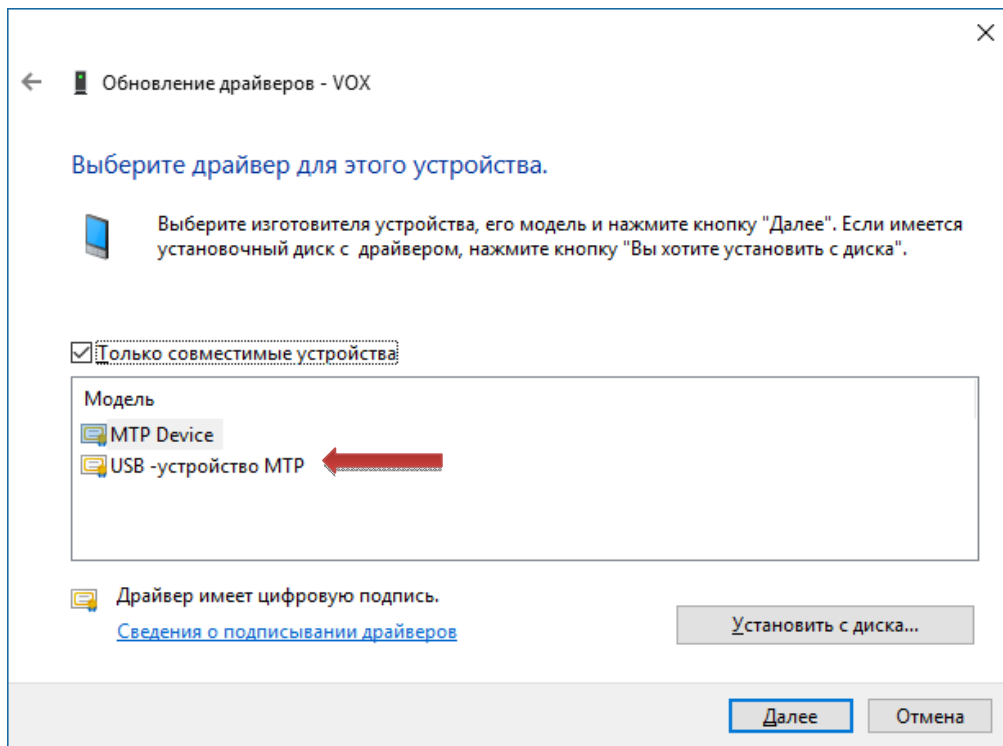 Обновление драйверов - VOX
Выберите драйвер для этого устройства.
Выберите изготовителя устройства, его модель и нажмите кнопку "Далее". Если имеется
установочный диск с драйвером, нажмите кнопку "Вы хотите установить с диска".
Только совместимые устройства
Модель
MTP Device
USB -устройство MTP
Драйвер имеет цифровую подпись.
Сведения о подписывании драйверов
Установить с диска...
Далее
Отмена